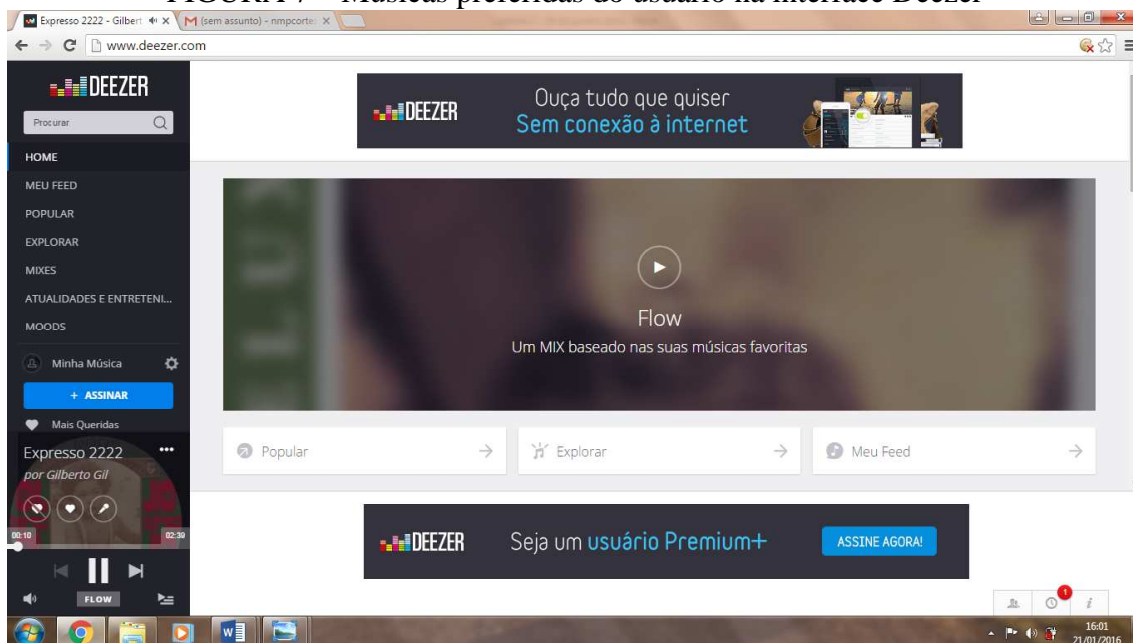 FIGURA 7 – Músicas preferidas do usuário na interface Deezer
Expresso 2222 - Gilbert
(sem assunto) - nmpcorte
www.deezer.com
DEEZER
Procurar
HOME
MEU FEED
POPULAR
EXPLORAR
MIXES
ATUALIDADES E ENTRETENI...
MOODS
Minha Música
+ ASSINAR
Mais Queridas
Expresso 2222
por Gilberto Gil
00:10 02:39
FLOW
DEEZER
Ouça tudo que quiser
Sem conexão à internet
Flow
Um MIX baseado nas suas músicas favoritas
Popular
Explorar
Meu Feed
DEEZER
Seja um usuário Premium+
ASSINE AGORA!
1
16:01
21/01/2016